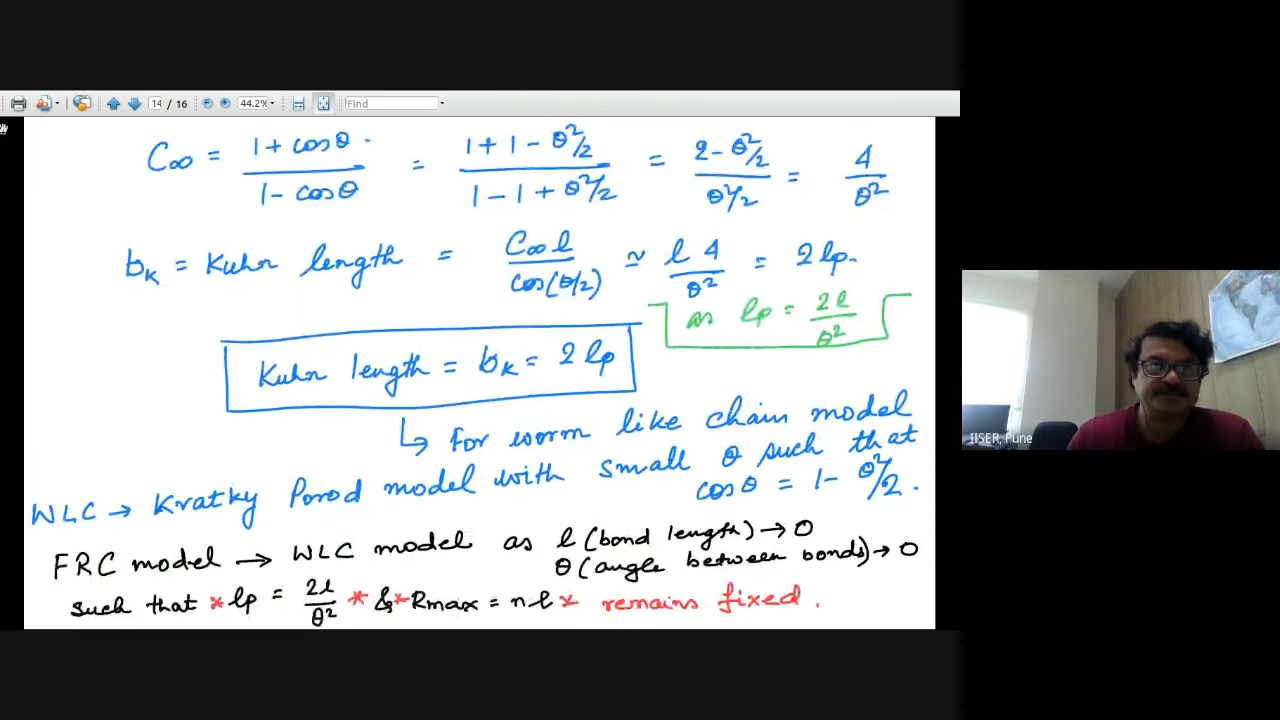 14 / 16 44.2% Find
C∞ = 1 + cosθ / 1 - cosθ = 1 + 1 - θ²/2 / 1 - 1 + θ²/2 = 2 - θ²/2 / θ²/2 = 4 / θ²
bK = Kuhn length = C∞ l / cos(θ/2) ≃ l 4 / θ² = 2 lp.
as lp = 2l / θ²
Kuhn length = bK = 2 lp
↳ For worm like chain model
WLC → Kratky Porod model with small θ such that
cosθ = 1 - θ²/2 .
FRC model → WLC model as l (bond length) → 0
θ (angle between bonds) → 0
such that * lp = 2l / θ² * & * Rmax = n l * remains fixed .
IISER, Pune